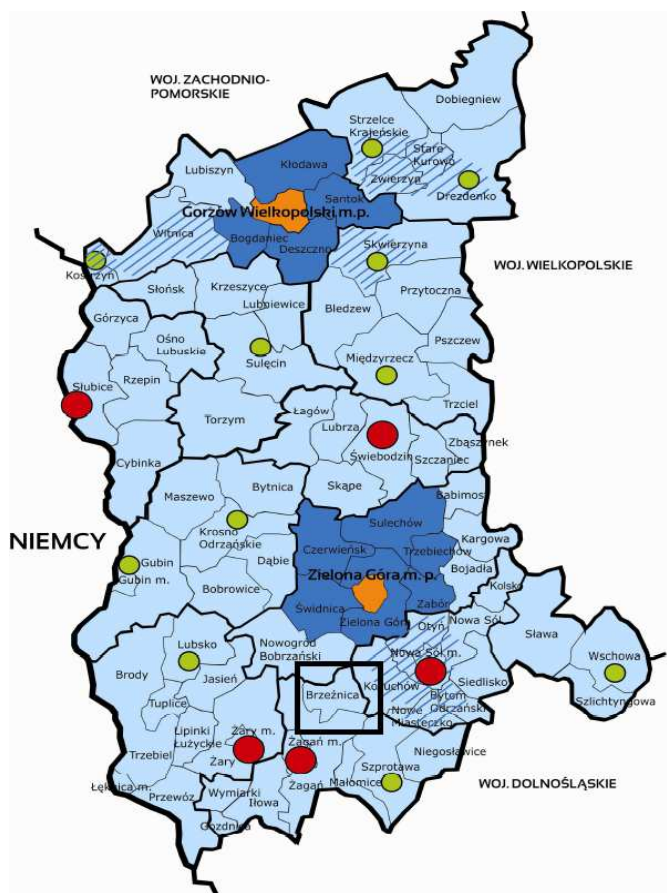 WOJ. ZACHODNIO-
POMORSKIE
Dobiegniew
Strzelce
Krajeńskie
Stare
Kurowo
Zwierzyn
Drezdenko
Lubiszyn
Kłodawa
Santok
Gorzów Wielkopolski m.p.
Witnica
Bogdaniec
Deszczno
Skwierzyna
Kostrzyn
WOJ. WIELKOPOLSKIE
Słońsk
Krzeszyce
Lubniewice
Bledzew
Przytoczna
Górzyca
Ośno
Lubuskie
Sulęcin
Pszczew
Międzyrzecz
Rzepin
Słubice
Trzciel
Torzym
Łagów
Lubrza
Świebodzin
Szczaniec
Zbąszynek
Cybinka
Skąpe
Bytnica
Maszewo
Babimost
NIEMCY
Krosno
Odrzańskie
Sulechów
Kargowa
Czerwieńsk
Trzebiechów
Gubin
Gubin m.
Dąbie
Bojadła
Zielona Góra m. p.
Kolsko
Bobrowice
Świdnica
Zabór
Zielona Góra
Otyń
Nowa Sól
Sława
Nowogród
Bobrzański
Lubsko
Nowa Sól m.
Wschowa
Brody
Jasień
Brzeźnica
Kożuchów
Siedlisko
Bytom
Odrzański
Szlichtyngowa
Tuplice
Nowe
Miasteczko
Lipinki
Łużyckie
Żary m.
Żagań m.
Niegosławice
Trzebiel
Żary
Szprotawa
Żagań
Małomice
WOJ. DOLNOŚLĄSKIE
Łęknica m.
Przewóz
Wymiarki
Iłowa
Gozdnica